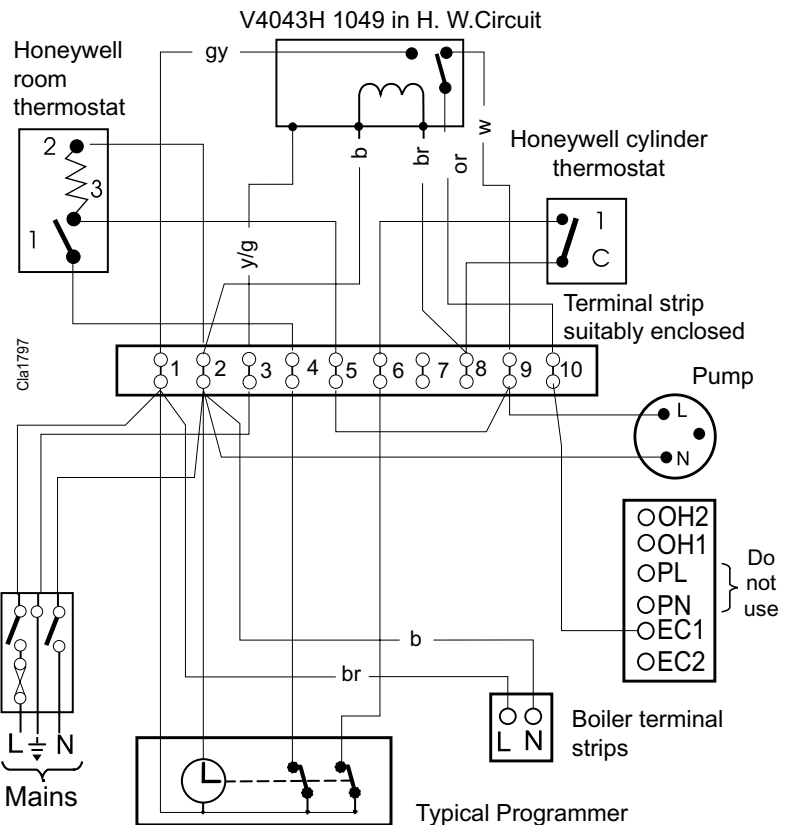 V4043H 1049 in H. W.Circuit
Honeywell
room
thermostat
gy
w
b
br
or
Honeywell cylinder
thermostat
2
3
1
1
C
y/g
Terminal strip
suitably enclosed
Cla1797
1 2 3 4 5 6 7 8 9 10
Pump
L
N
OH2
OH1
PL
PN
EC1
EC2
Do
not
use
b
br
L N
Boiler terminal
strips
L N
Mains
Typical Programmer